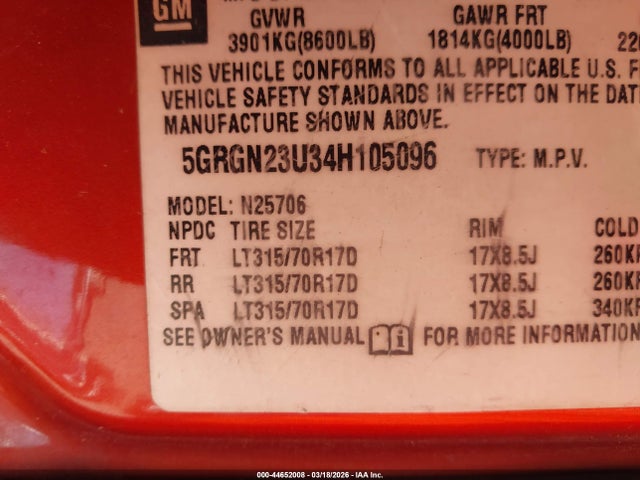 GM
GVWR GAWR FRT
3901KG(8600LB) 1814KG(4000LB)
THIS VEHICLE CONFORMS TO ALL APPLICABLE U.S.
VEHICLE SAFETY STANDARDS IN EFFECT ON THE
MANUFACTURE SHOWN ABOVE.
5GRGN23U34H105096 TYPE: M.P.V.
MODEL: N25706
NPDC TIRE SIZE RIM COLD
FRT LT315/70R17D 17X8.5J
RR LT315/70R17D 17X8.5J
SPA LT315/70R17D 17X8.5J
SEE OWNER'S MANUAL FOR MORE INFORMATION
000-44652008 - 03/18/2026 - IAA Inc.